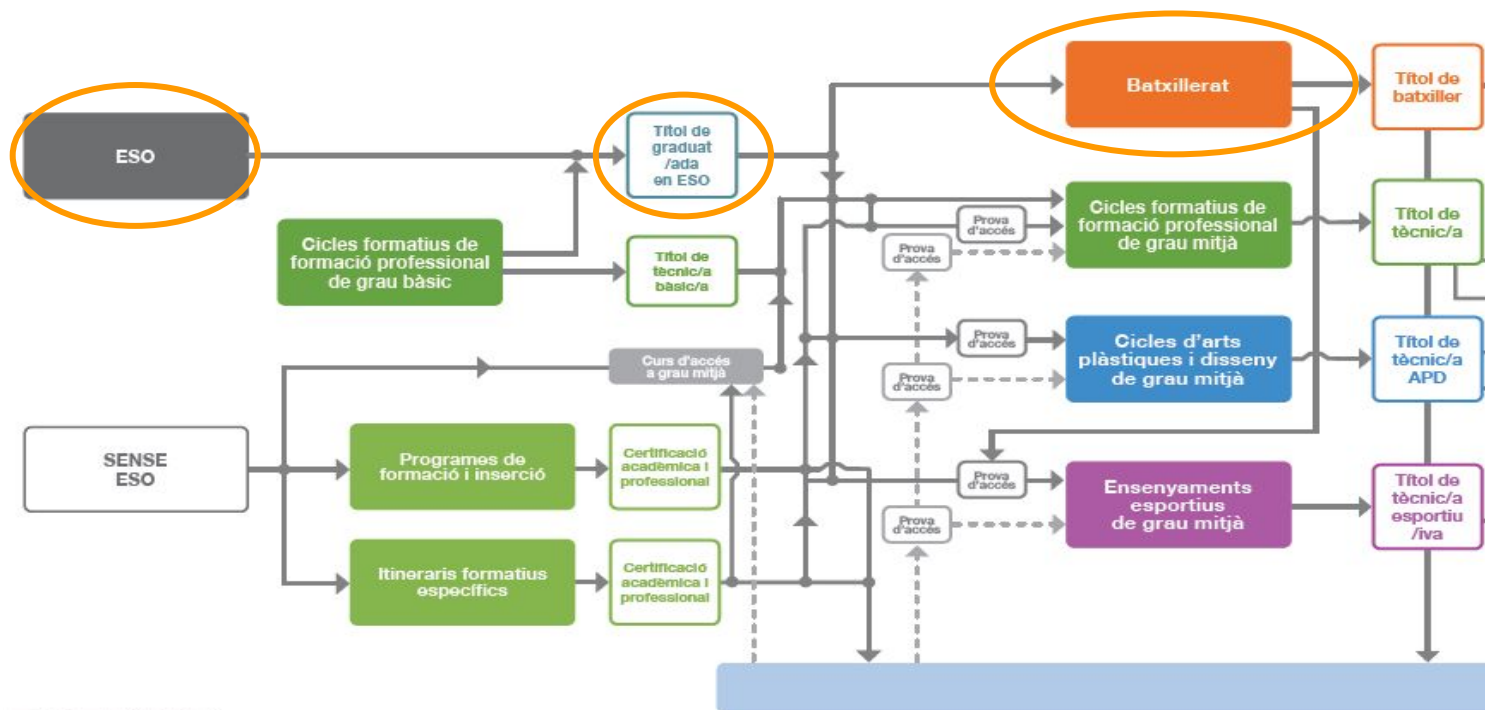 ESO
Títol de
graduat
/ada
en ESO
Batxillerat
Títol de
batxiller
Cicles formatius de
formació professional
de grau bàsic
Títol de
tècnic/a
bàsic/a
Prova
d'accés
Prova
d'accés
Cicles formatius de
formació professional
de grau mitjà
Títol de
tècnic/a
Curs d'accés
a grau mitjà
Prova
d'accés
Prova
d'accés
Cicles d'arts
plàstiques i disseny
de grau mitjà
Títol de
tècnic/a
APD
SENSE
ESO
Programes de
formació i inserció
Certificació
acadèmica i
professional
Prova
d'accés
Prova
d'accés
Ensenyaments
esportius
de grau mitjà
Títol de
tècnic/a
esportiu
/iva
Itineraris formatius
específics
Certificació
acadèmica i
professional